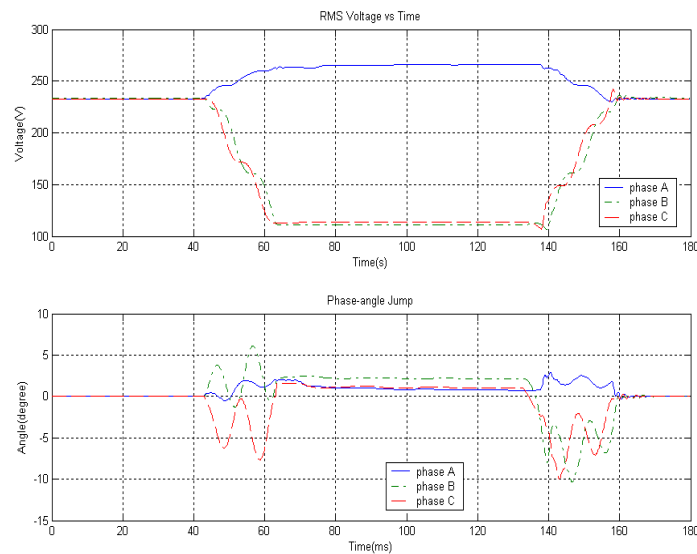 RMS Voltage vs Time
300
250
200
150
100
Voltage(V)
phase A
phase B
phase C
0 20 40 60 80 100 120 140 160 180
Time(s)
Phase-angle Jump
10
5
0
-5
-10
-15
Angle(degree)
phase A
phase B
phase C
0 20 40 60 80 100 120 140 160 180
Time(ms)